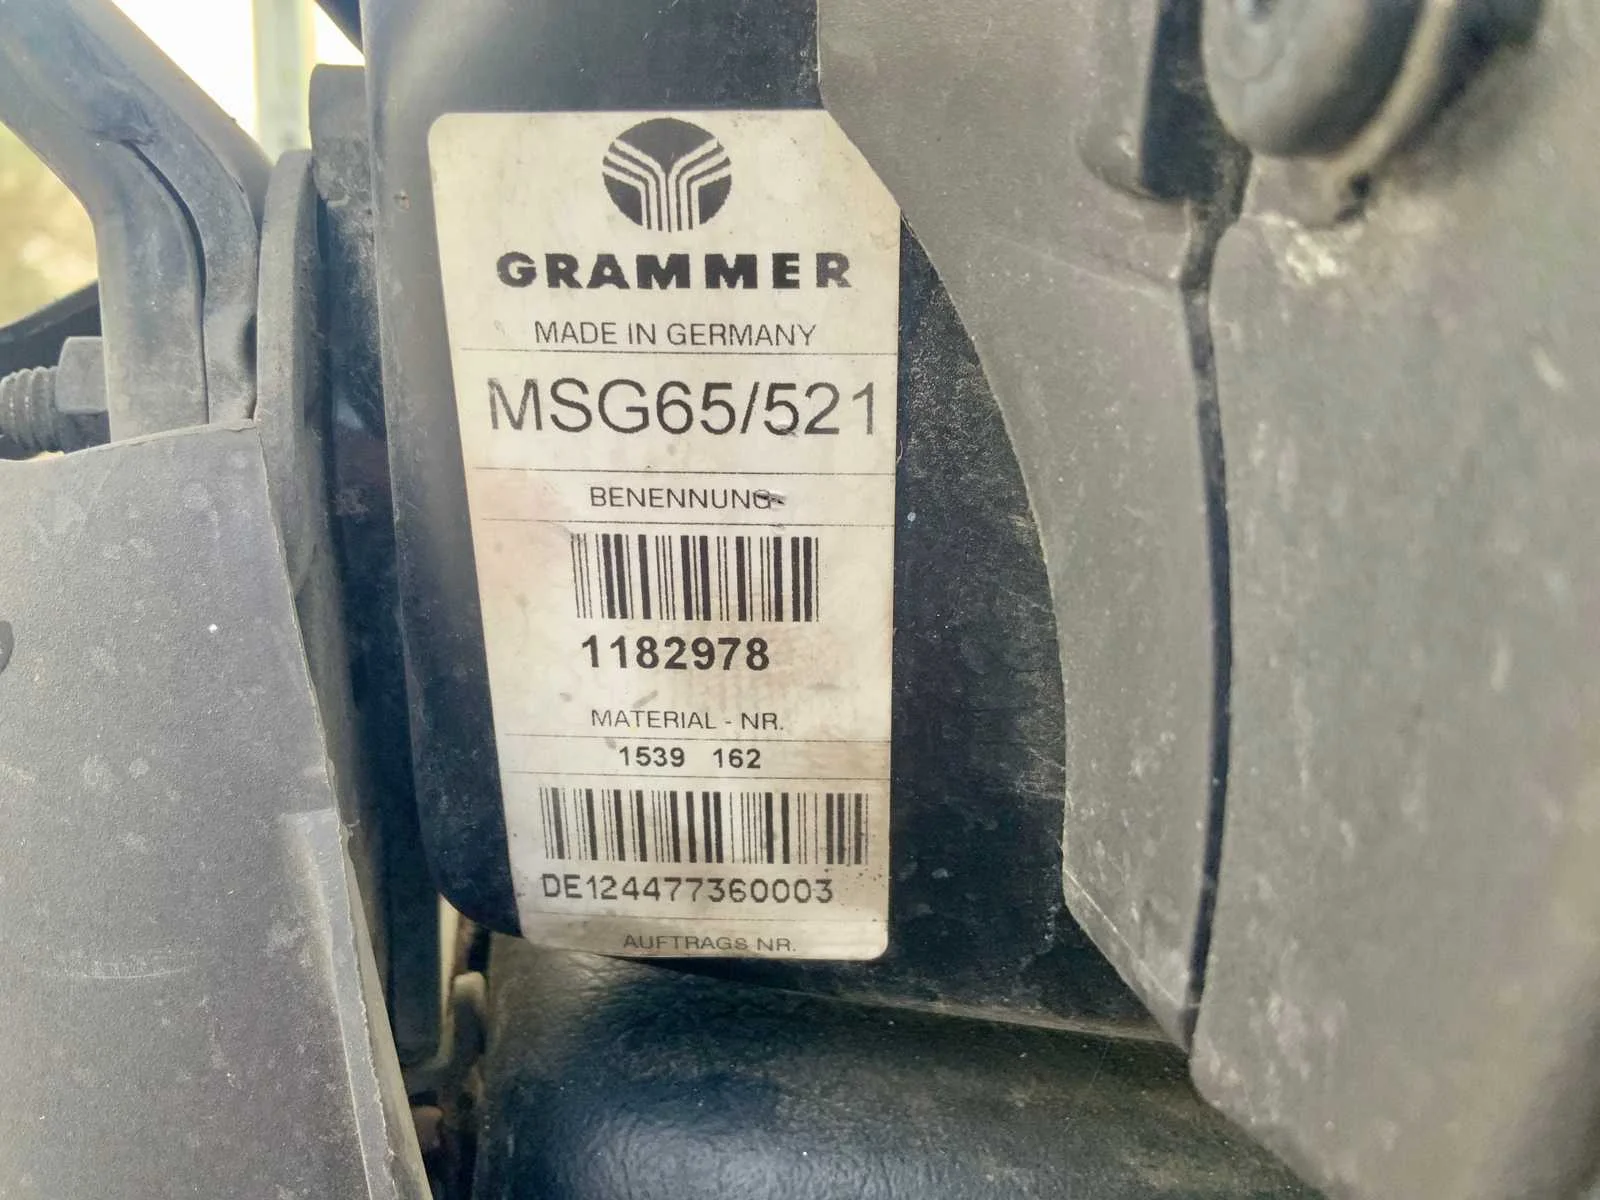 GRAMMER
MADE IN GERMANY
MSG65/521
BENENNUNG
1182978
MATERIAL - NR.
1539 162
DE124477360003
AUFTRAGS NR.